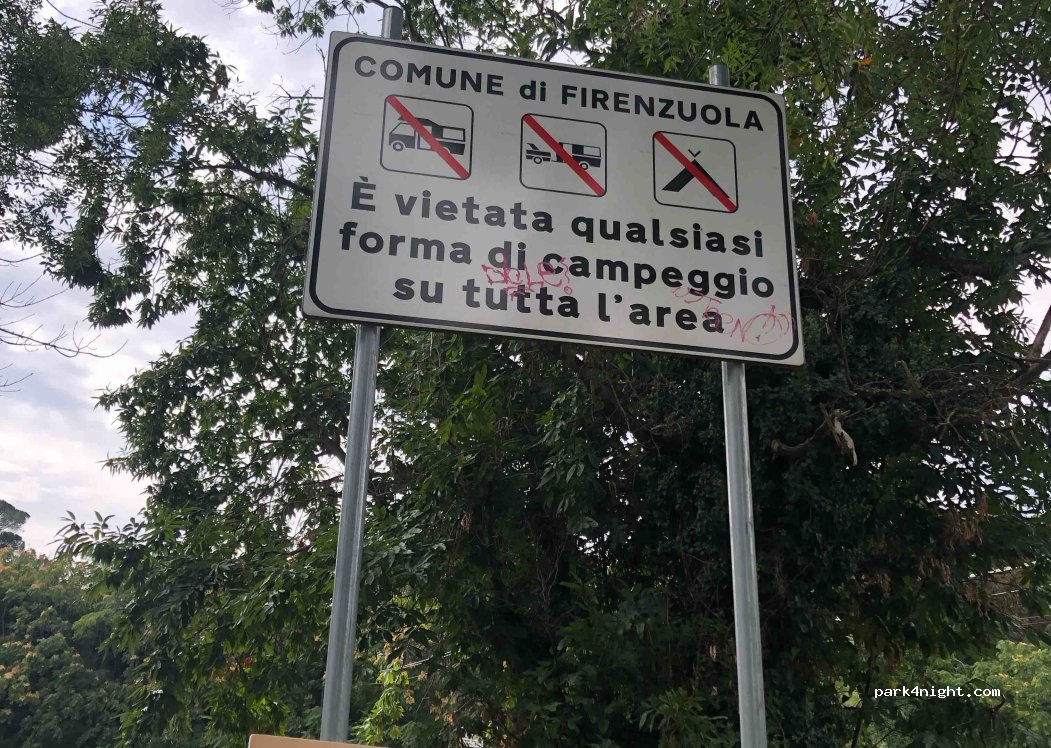 COMUNE di FIRENZUOLA
È vietata qualsiasi
forma di campeggio
su tutta l'area
park4night.com